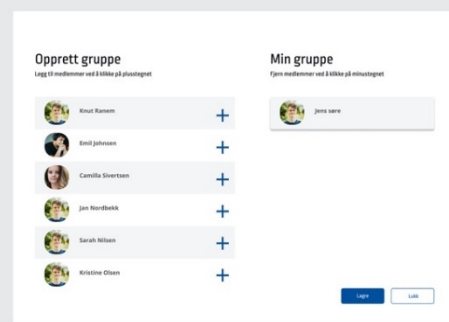 Opprett gruppe
Legg til medlemmer ved å klikke på plusstegnet
Knut Ranem
Emil Johnsen
Camilla Sivertsen
Jan Nordbekk
Sarah Nilsen
Kristine Olsen
Min gruppe
Fjern medlemmer ved å klikke på minustegnet
Jens søre
Lagre
Lukk